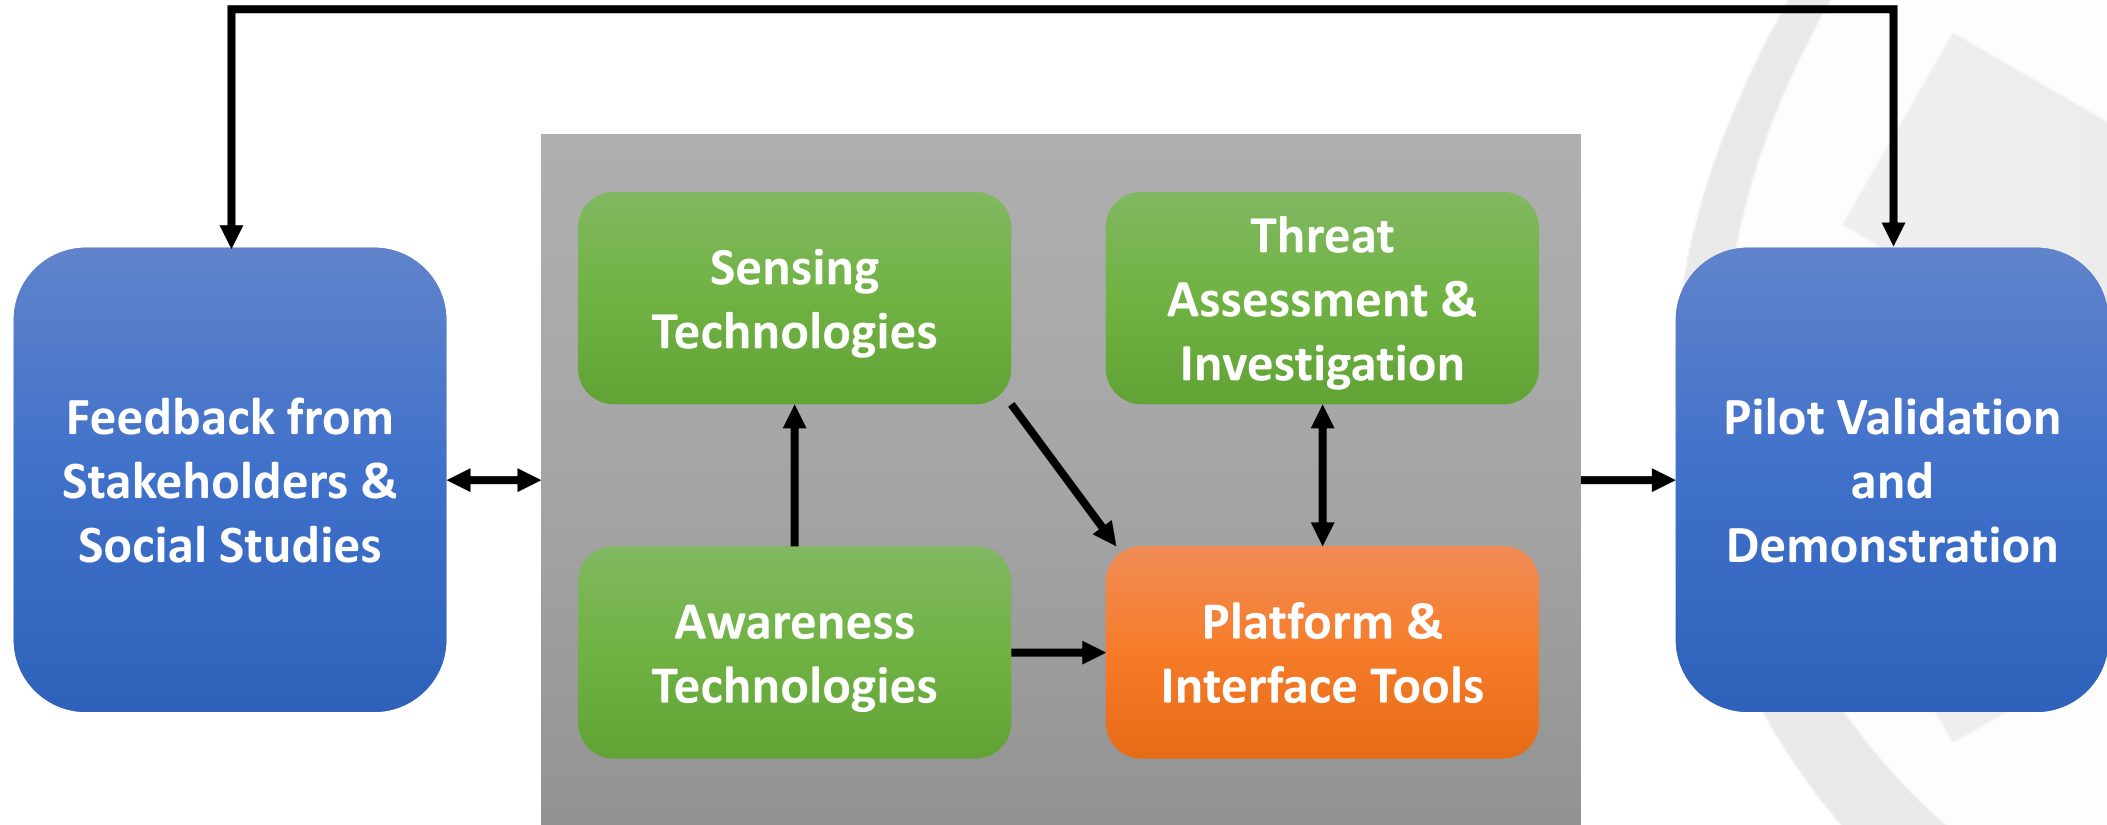 Feedback from
Stakeholders &
Social Studies
Sensing
Technologies
Threat
Assessment &
Investigation
Awareness
Technologies
Platform &
Interface Tools
Pilot Validation
and
Demonstration